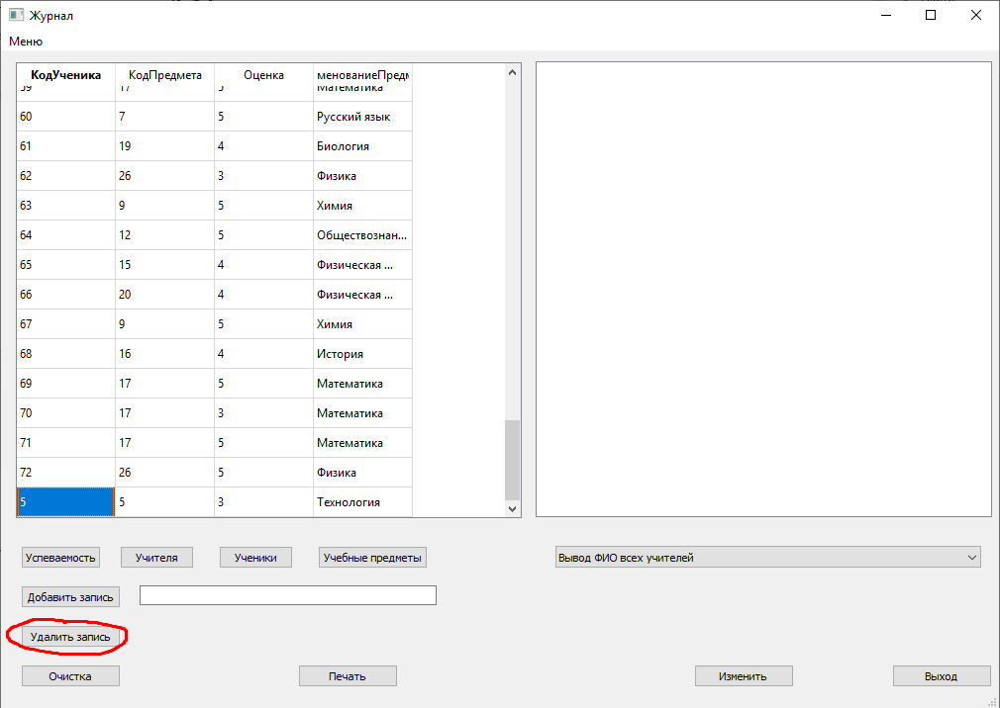 Журнал
Меню
КодУченика КодПредмета Оценка менованиеПредм
59 17 5 Математика
60 7 5 Русский язык
61 19 4 Биология
62 26 3 Физика
63 9 5 Химия
64 12 5 Обществознан...
65 15 4 Физическая ...
66 20 4 Физическая ...
67 9 5 Химия
68 16 4 История
69 17 5 Математика
70 17 3 Математика
71 17 5 Математика
72 26 5 Физика
5 5 3 Технология
Успеваемость Учителя Ученики Учебные предметы Вывод ФИО всех учителей
Добавить запись
Удалить запись
Очистка Печать Изменить Выход